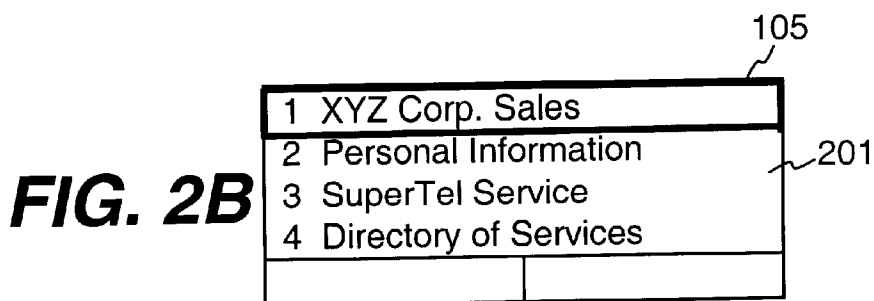 105
1 XYZ Corp. Sales
2 Personal Information
201
3 SuperTel Service
FIG. 2B
4 Directory of Services